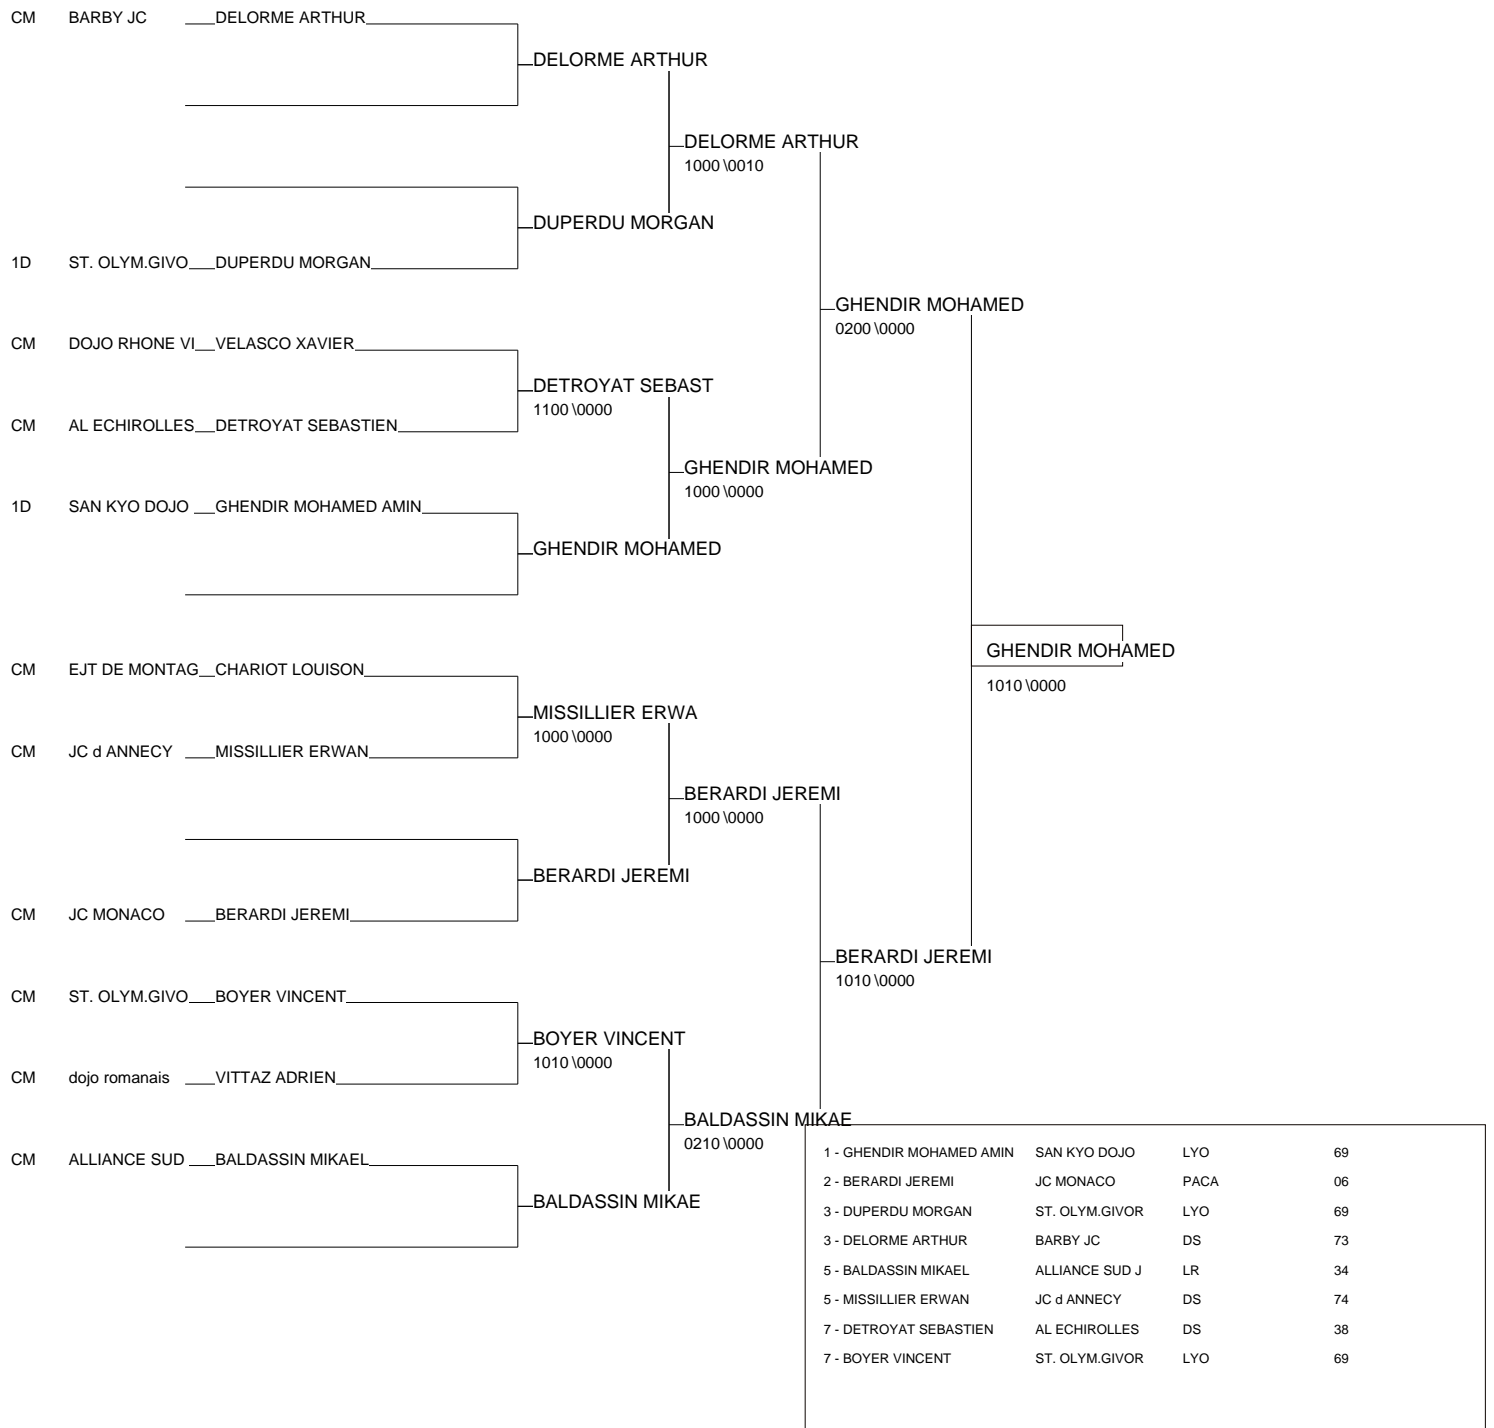 CM BARBY JC DELORME ARTHUR
DELORME ARTHUR
DELORME ARTHUR
1000 \0010
DUPERDU MORGAN
1D ST. OLYM.GIVO DUPERDU MORGAN
GHENDIR MOHAMED
0200 \0000
CM DOJO RHONE VI VELASCO XAVIER
DETROYAT SEBAST
1100 \0000
CM AL ECHIROLLES DETROYAT SEBASTIEN
GHENDIR MOHAMED
1000 \0000
1D SAN KYO DOJO GHENDIR MOHAMED AMIN
GHENDIR MOHAMED
GHENDIR MOHAMED
1010 \0000
CM EJT DE MONTAG CHARIOT LOUISON
MISSILLIER ERWA
1000 \0000
CM JC d ANNECY MISSILLIER ERWAN
BERARDI JEREMI
1000 \0000
BERARDI JEREMI
CM JC MONACO BERARDI JEREMI
BERARDI JEREMI
1010 \0000
CM ST. OLYM.GIVO BOYER VINCENT
BOYER VINCENT
1010 \0000
CM dojo romanais VITTAZ ADRIEN
BALDASSIN MIKAE
0210 \0000
CM ALLIANCE SUD BALDASSIN MIKAEL
BALDASSIN MIKAE
1 - GHENDIR MOHAMED AMIN SAN KYO DOJO LYO 69
2 - BERARDI JEREMI JC MONACO PACA 06
3 - DUPERDU MORGAN ST. OLYM.GIVOR LYO 69
3 - DELORME ARTHUR BARBY JC DS 73
5 - BALDASSIN MIKAEL ALLIANCE SUD J LR 34
5 - MISSILLIER ERWAN JC d ANNECY DS 74
7 - DETROYAT SEBASTIEN AL ECHIROLLES DS 38
7 - BOYER VINCENT ST. OLYM.GIVOR LYO 69